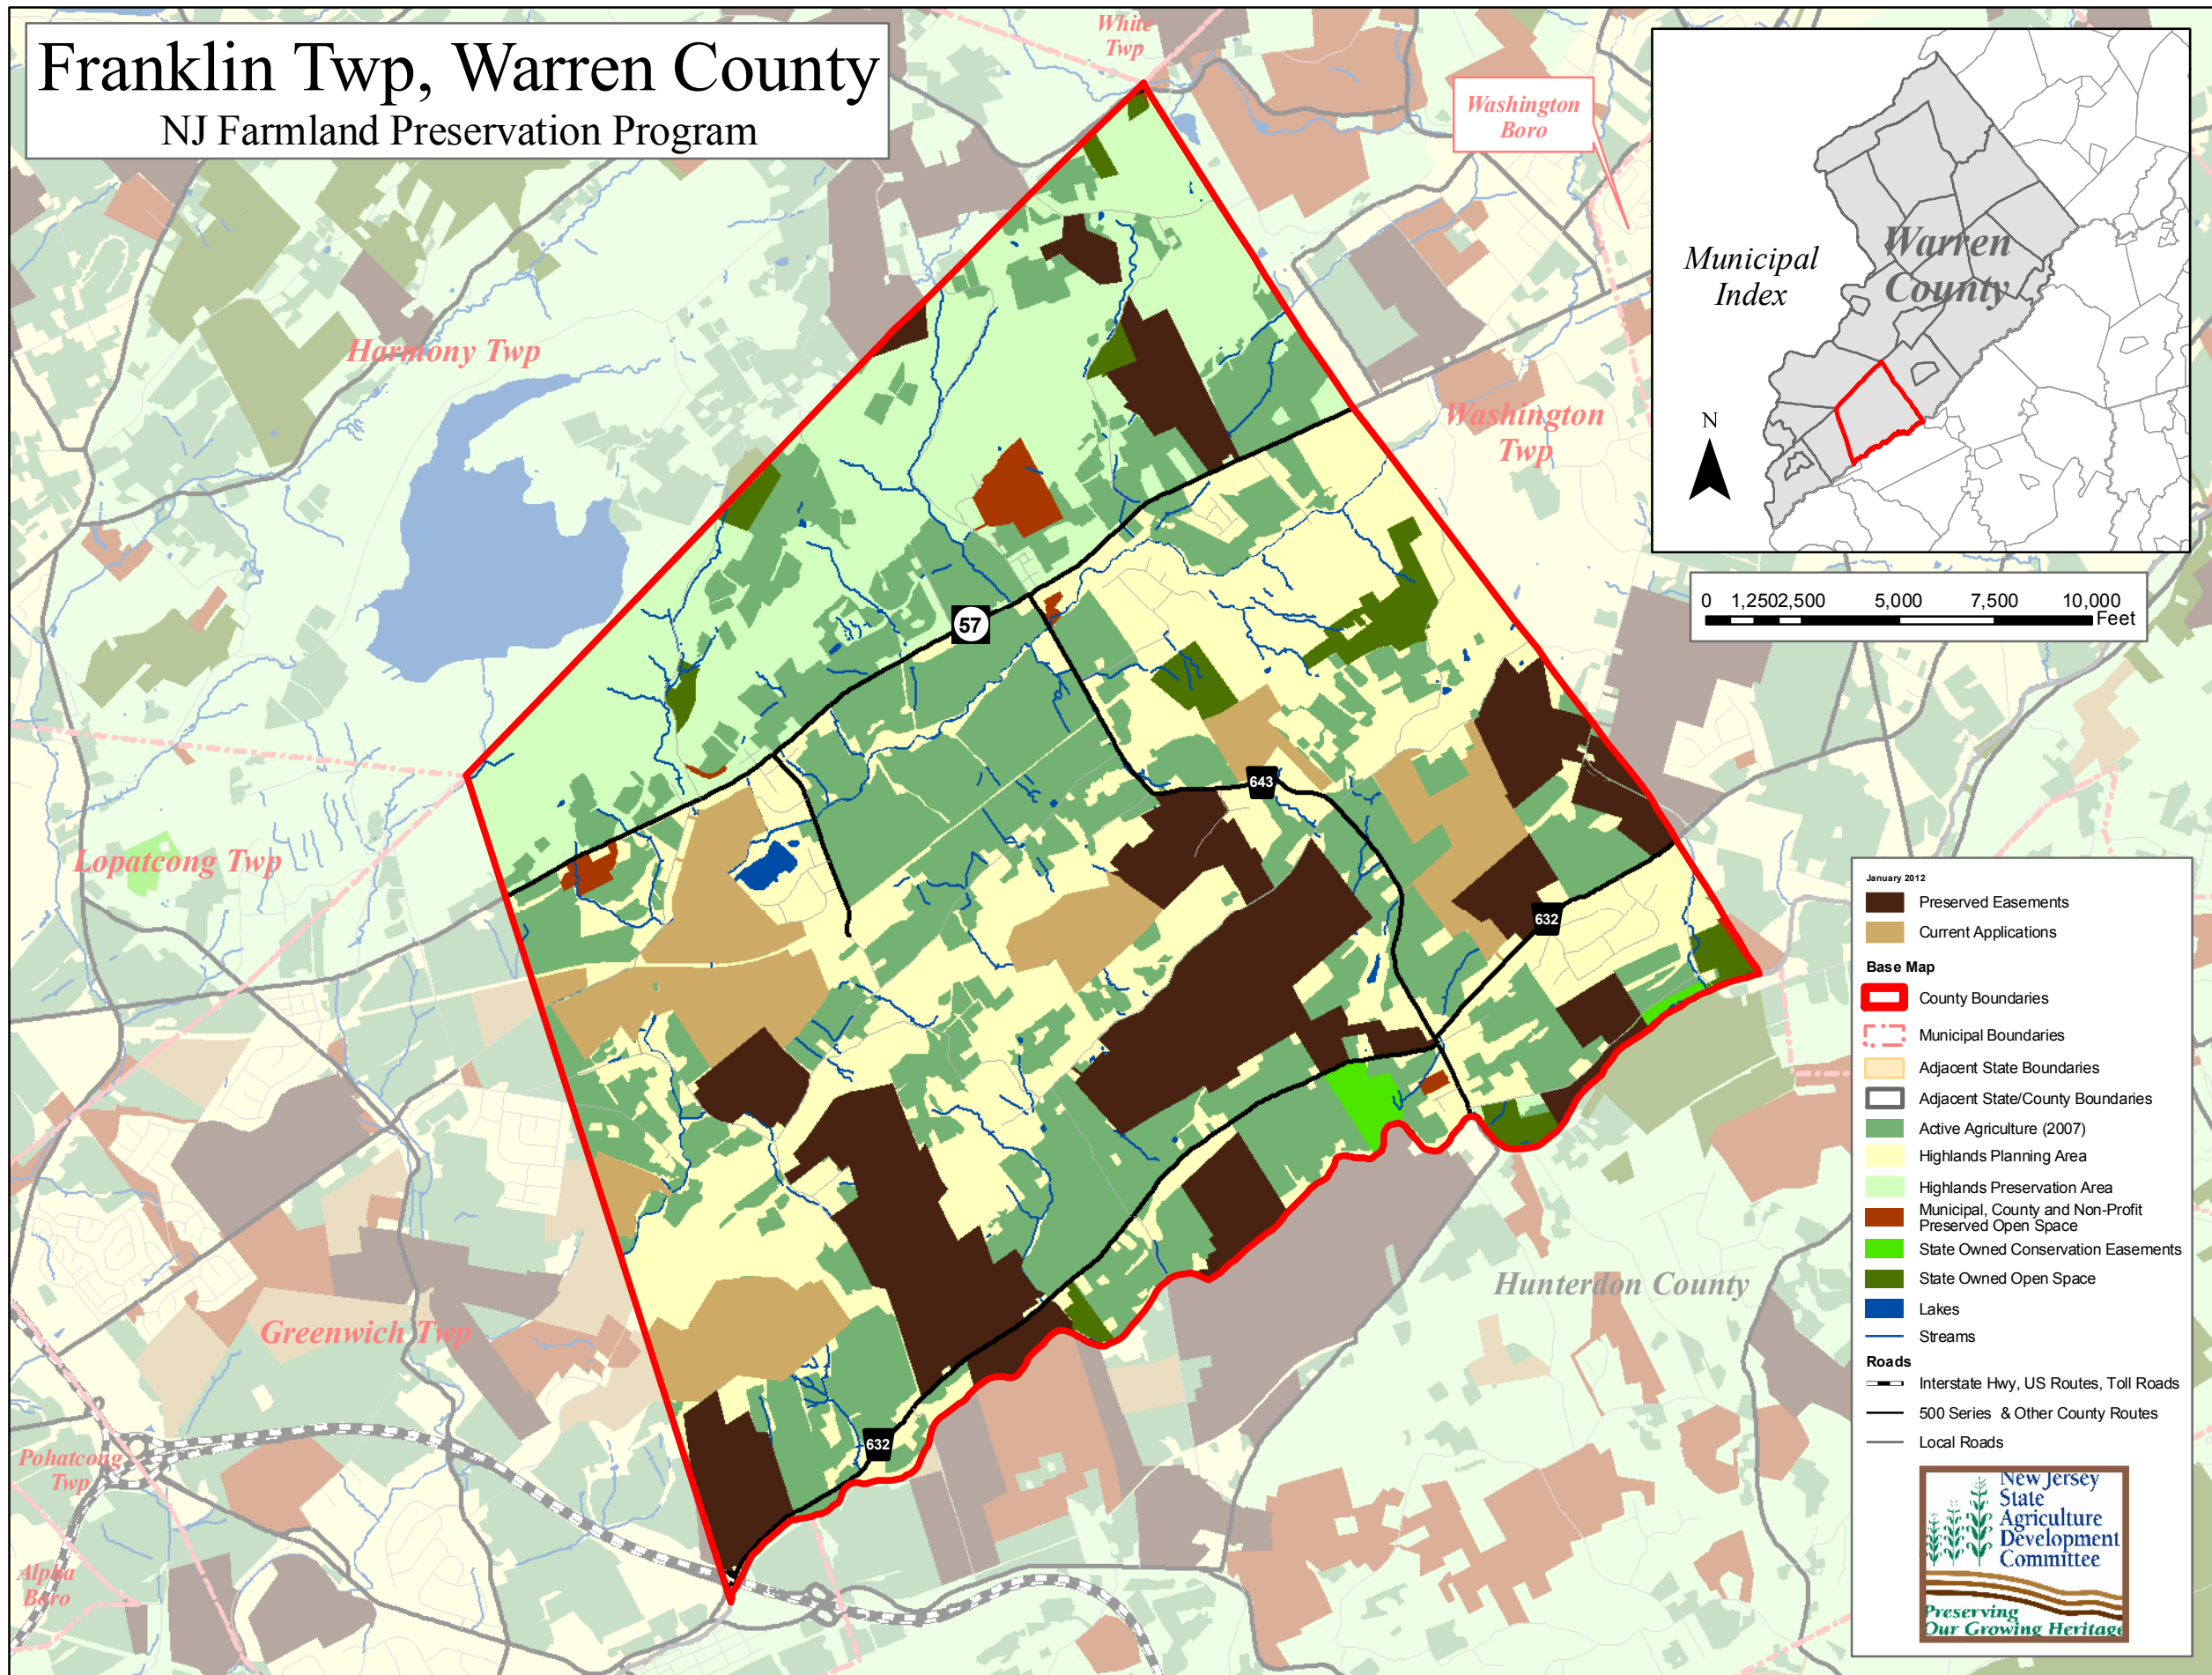 Franklin Twp, Warren County
NJ Farmland Preservation Program
White
Twp
Washington
Boro
Municipal
Index
Warren
County
N
Harmony Twp
Washington
Twp
0 1,250 2,500 5,000 7,500 10,000
Feet
57
643
632
Lopatcong Twp
Greenwich Twp
Hunterdon County
632
Pohatcong
Twp
Alpha
Boro
January 2012
Preserved Easements
Current Applications
Base Map
County Boundaries
Municipal Boundaries
Adjacent State Boundaries
Adjacent State/County Boundaries
Active Agriculture (2007)
Highlands Planning Area
Highlands Preservation Area
Municipal, County and Non-Profit
Preserved Open Space
State Owned Conservation Easements
State Owned Open Space
Lakes
Streams
Roads
Interstate Hwy, US Routes, Toll Roads
500 Series & Other County Routes
Local Roads
New Jersey
State
Agriculture
Development
Committee
Preserving
Our Growing Heritage